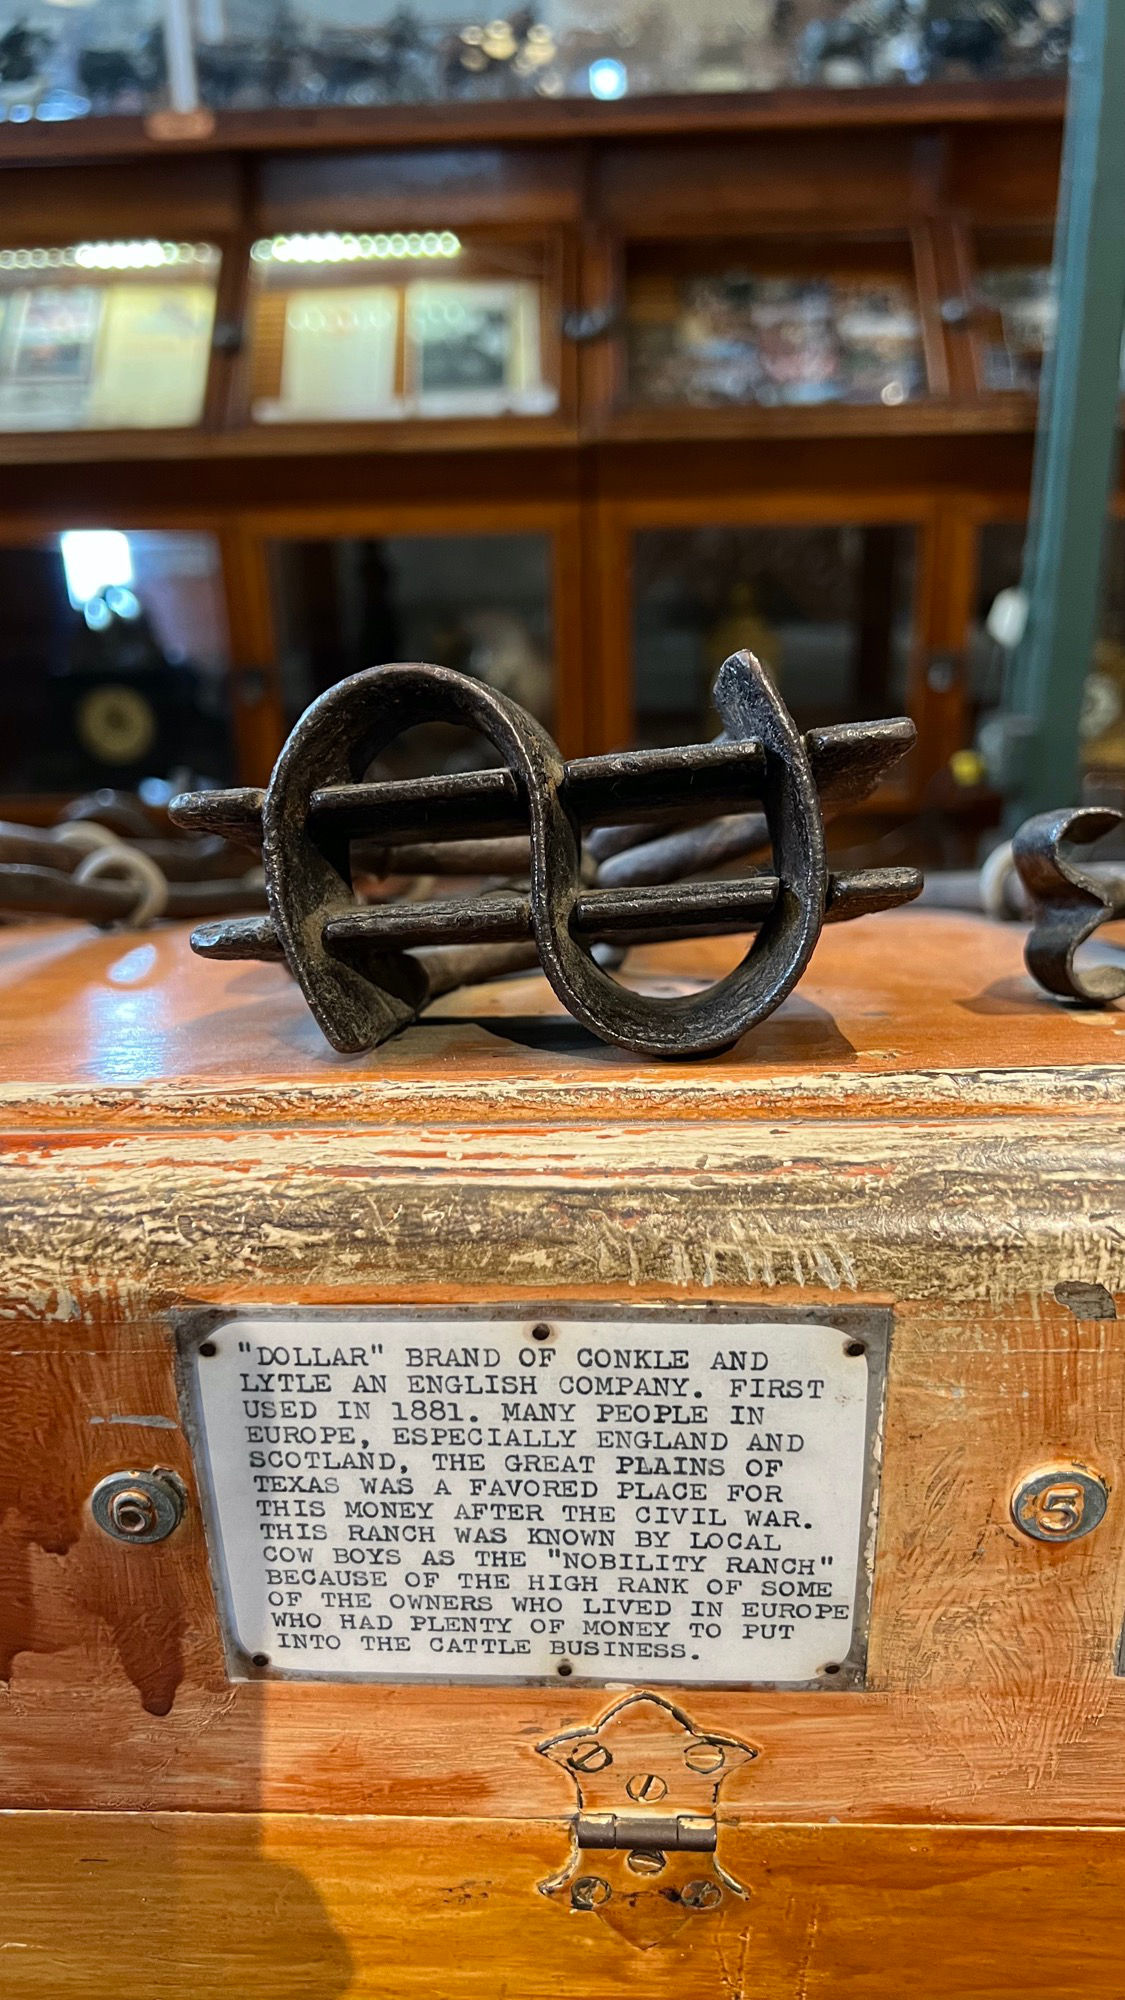 "DOLLAR" BRAND OF CONKLE AND
LYTLE AN ENGLISH COMPANY. FIRST
USED IN 1881. MANY PEOPLE IN
EUROPE, ESPECIALLY ENGLAND AND
SCOTLAND, THE GREAT PLAINS OF
TEXAS WAS A FAVORED PLACE FOR
THIS MONEY AFTER THE CIVIL WAR.
THIS RANCH WAS KNOWN BY LOCAL
COW BOYS AS THE "NOBILITY RANCH"
BECAUSE OF THE HIGH RANK OF SOME
OF THE OWNERS WHO LIVED IN EUROPE
WHO HAD PLENTY OF MONEY TO PUT
INTO THE CATTLE BUSINESS.
6
5